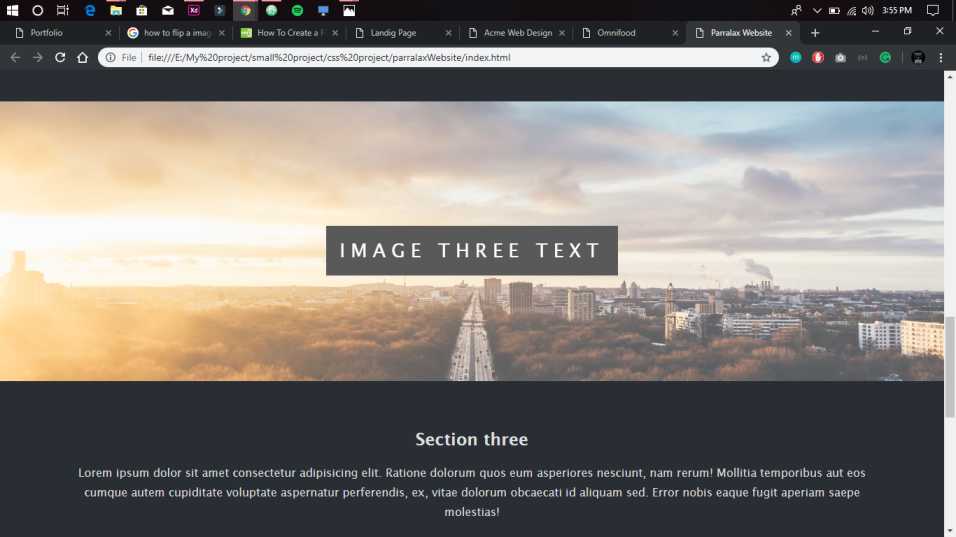 Xd
3:55 PM
Portfolio
how to flip a imag
How To Create a P
Landig Page
Acme Web Design
Omnifood
Parralax Website
File
file:///E:/My%20project/small%20project/css%20project/parralaxWebsite/index.html
IMAGE THREE TEXT
Section three
Lorem ipsum dolor sit amet consectetur adipisicing elit. Ratione dolorum quos eum asperiores nesciunt, nam rerum! Mollitia temporibus aut eos
cumque autem cupiditate voluptate aspernatur perferendis, ex, vitae dolorum obcaecati id aliquam sed. Error nobis eaque fugit aperiam saepe
molestias!